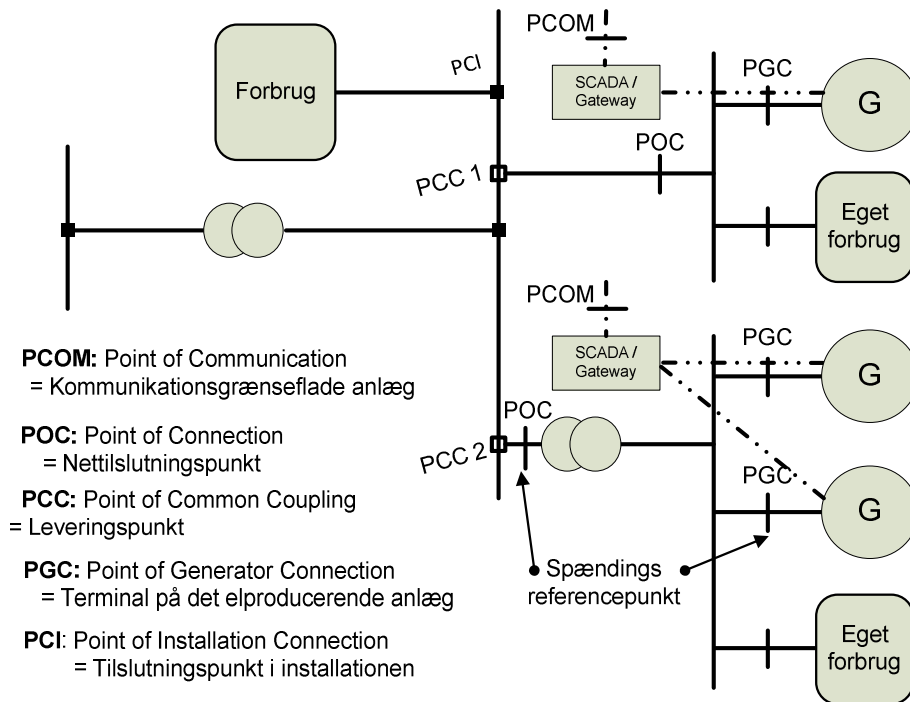 PCOM
PCI
Forbrug
SCADA /
Gateway
PGC
G
POC
PCC 1
Eget
forbrug
PCOM
PGC
SCADA /
Gateway
G
PCOM: Point of Communication
= Kommunikationsgrænseflade anlæg
POC
POC: Point of Connection
= Nettilslutningspunkt
PCC 2
PGC
G
PCC: Point of Common Coupling
= Leveringspunkt
PGC: Point of Generator Connection
= Terminal på det elproducerende anlæg
Spændings
referencepunkt
PCI: Point of Installation Connection
= Tilslutningspunkt i installationen
Eget
forbrug